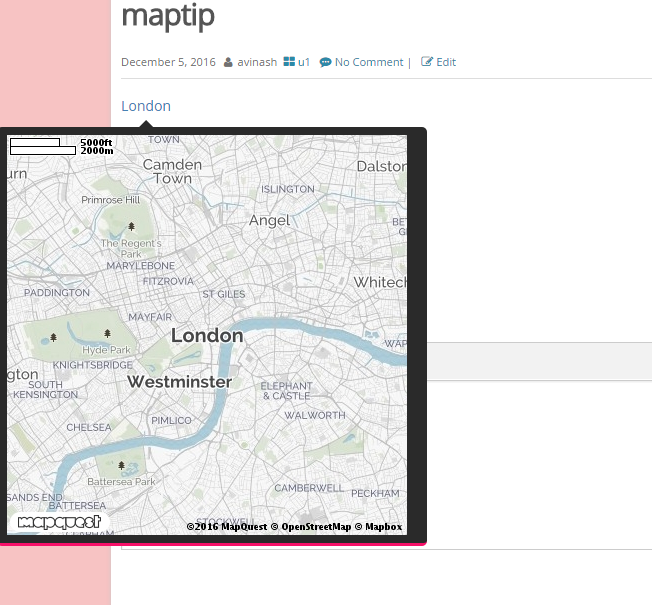 maptip
December 5, 2016 avinash u1 No Comment | Edit
London
5000ft
2000m
TOWN
Camden
Town
Dalston
urn
Primrose Hill
ISLINGTON
Angel
BE
G
The Regent's
Park
MARYLEBONE
FITZROVIA
Whitech
PADDINGTON
ST GILES
MAYFAIR
London
WAP
Hyde Park
KNIGHTSBRIDGE
gton
SOUTH
KENSINGTON
Westminster
ELEPHANT
& CASTLE
WALWORTH
PIMLICO
CHELSEA
Battersea Park
CAMBERWELL
PECKHAM
SANDS END
BATTERSEA
mapquest
STOCKWELL
©2016 MapQuest © OpenStreetMap © Mapbox